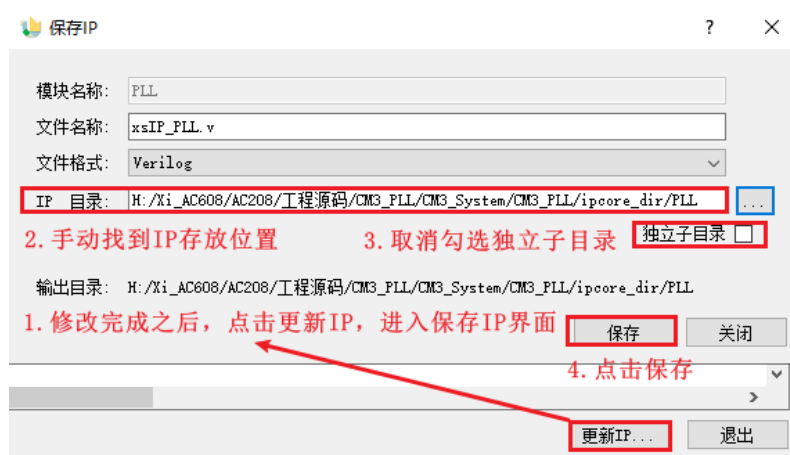 保存IP
模块名称: PLL
文件名称: xsIP_PLL.v
文件格式: Verilog
IP 目录: H:/Xi_AC608/AC208/工程源码/CM3_PLL/CM3_System/CM3_PLL/ipcore_dir/PLL ...
2.手动找到IP存放位置 3.取消勾选独立子目录 独立子目录
输出目录: H:/Xi_AC608/AC208/工程源码/CM3_PLL/CM3_System/CM3_PLL/ipcore_dir/PLL
1.修改完成之后，点击更新IP，进入保存IP界面 保存 关闭
4.点击保存
更新IP... 退出